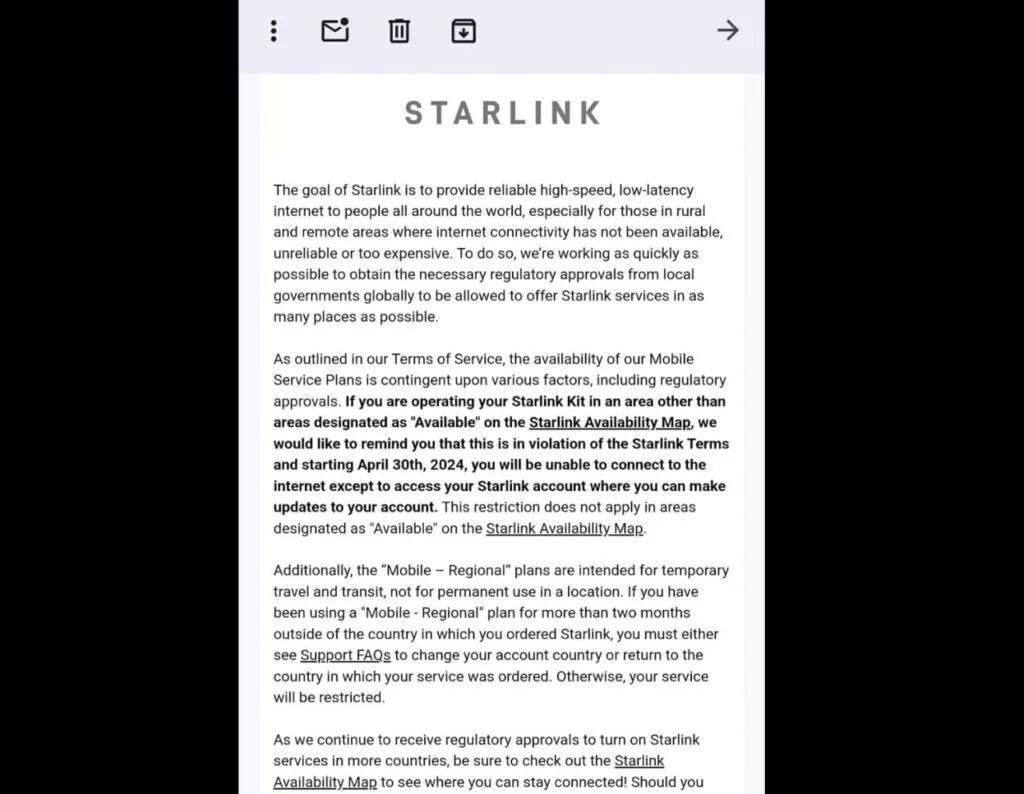 STARLINK
The goal of Starlink is to provide reliable high-speed, low-latency
internet to people all around the world, especially for those in rural
and remote areas where internet connectivity has not been available,
unreliable or too expensive. To do so, we’re working as quickly as
possible to obtain the necessary regulatory approvals from local
governments globally to be allowed to offer Starlink services in as
many places as possible.
As outlined in our Terms of Service, the availability of our Mobile
Service Plans is contingent upon various factors, including regulatory
approvals. If you are operating your Starlink Kit in an area other than
areas designated as "Available" on the Starlink Availability Map, we
would like to remind you that this is in violation of the Starlink Terms
and starting April 30th, 2024, you will be unable to connect to the
internet except to access your Starlink account where you can make
updates to your account. This restriction does not apply in areas
designated as "Available" on the Starlink Availability Map.
Additionally, the “Mobile – Regional” plans are intended for temporary
travel and transit, not for permanent use in a location. If you have
been using a "Mobile - Regional" plan for more than two months
outside of the country in which you ordered Starlink, you must either
see Support FAQs to change your account country or return to the
country in which your service was ordered. Otherwise, your service
will be restricted.
As we continue to receive regulatory approvals to turn on Starlink
services in more countries, be sure to check out the Starlink
Availability Map to see where you can stay connected! Should you